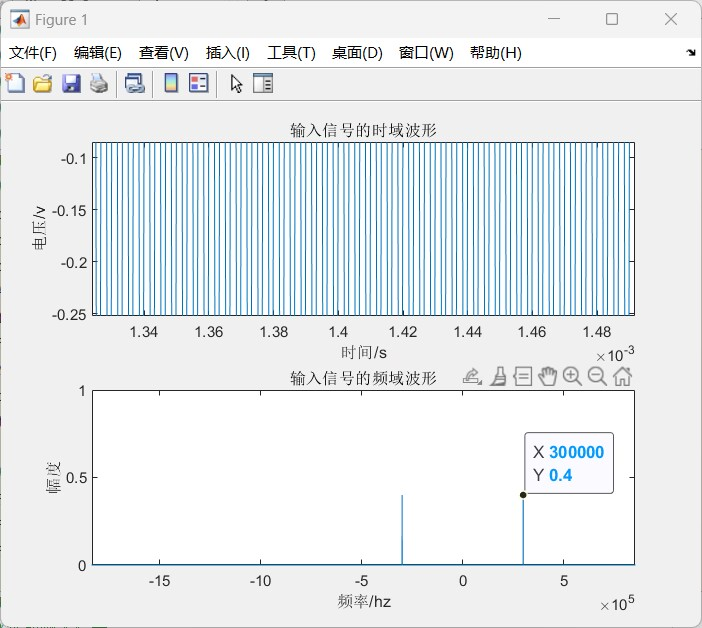 Figure 1
文件(F) 编辑(E) 查看(V) 插入(I) 工具(T) 桌面(D) 窗口(W) 帮助(H)
输入信号的时域波形
-0.1
-0.15
-0.2
-0.25
电压/v
1.34 1.36 1.38 1.4 1.42 1.44 1.46 1.48
时间/s
×10-3
输入信号的频域波形
1
0.5
0
幅度
X 300000
Y 0.4
-15 -10 -5 0 5
频率/hz
×105